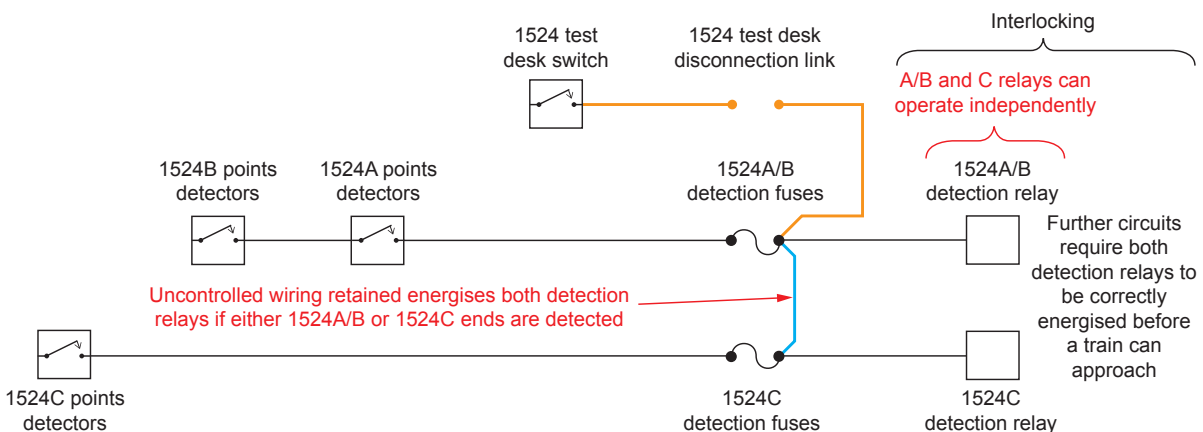 Interlocking
1524 test
desk switch
1524 test desk
disconnection link
A/B and C relays can
operate independently
1524B points
detectors
1524A points
detectors
1524A/B
detection fuses
1524A/B
detection relay
Further circuits
require both
detection relays to
be correctly
energised before
a train can
approach
Uncontrolled wiring retained energises both detection
relays if either 1524A/B or 1524C ends are detected
1524C points
detectors
1524C
detection fuses
1524C
detection relay